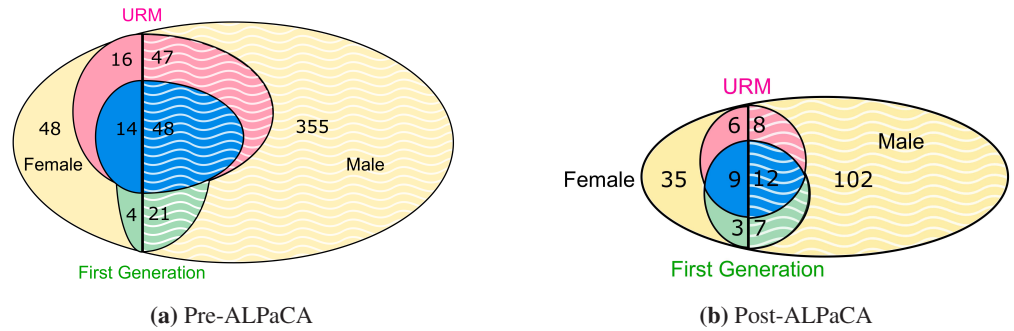 URM
16 47
48 14 48 355
Female Male
4 21
First Generation
(a) Pre-ALPaCA
URM
6 8
Male
Female 35 9 12 102
3 7
First Generation
(b) Post-ALPaCA